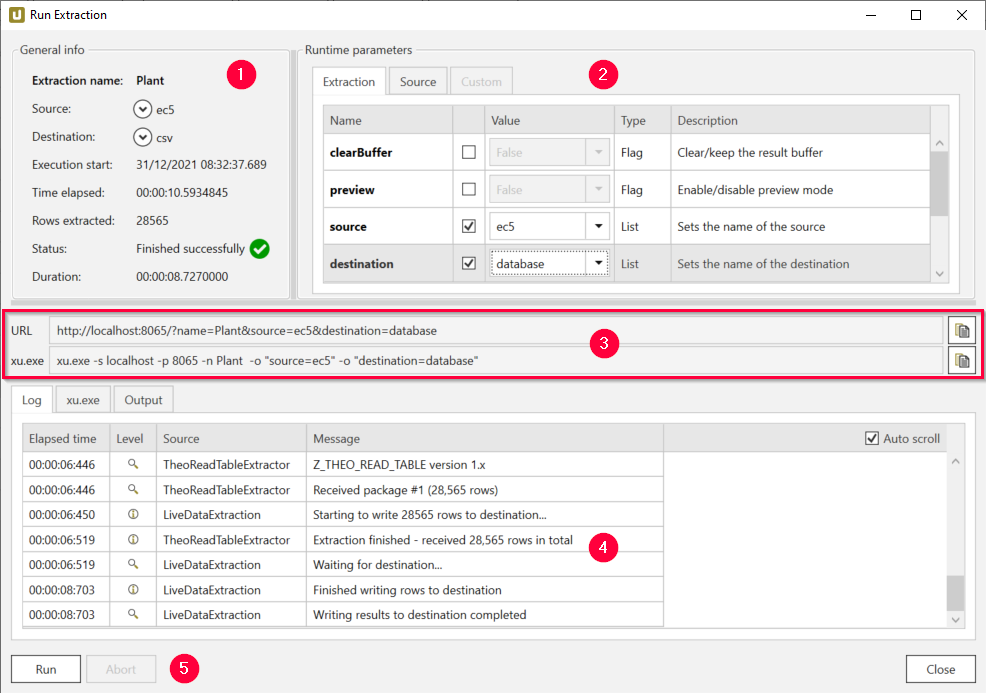 Run Extraction
General info
1
Extraction name: Plant
Source: ec5
Destination: csv
Execution start: 31/12/2021 08:32:37.689
Time elapsed: 00:00:10.5934845
Rows extracted: 28565
Status: Finished successfully
Duration: 00:00:08.7270000
Runtime parameters
2
Extraction Source Custom
Name Value Type Description
clearBuffer False Flag Clear/keep the result buffer
preview False Flag Enable/disable preview mode
source ec5 List Sets the name of the source
destination database List Sets the name of the destination
URL http://localhost:8065/?name=Plant&source=ec5&destination=database
3
xu.exe xu.exe -s localhost -p 8065 -n Plant  -o "source=ec5" -o "destination=database"
Log xu.exe Output
Elapsed time Level Source Message Auto scroll
00:00:06:446 TheoReadTableExtractor Z_THEO_READ_TABLE version 1.x
00:00:06:446 TheoReadTableExtractor Received package #1 (28,565 rows)
00:00:06:450 LiveDataExtraction Starting to write 28565 rows to destination...
00:00:06:519 TheoReadTableExtractor Extraction finished - received 28,565 rows in total
4
00:00:06:519 LiveDataExtraction Waiting for destination...
00:00:08:703 LiveDataExtraction Finished writing rows to destination
00:00:08:703 LiveDataExtraction Writing results to destination completed
Run Abort 5 Close